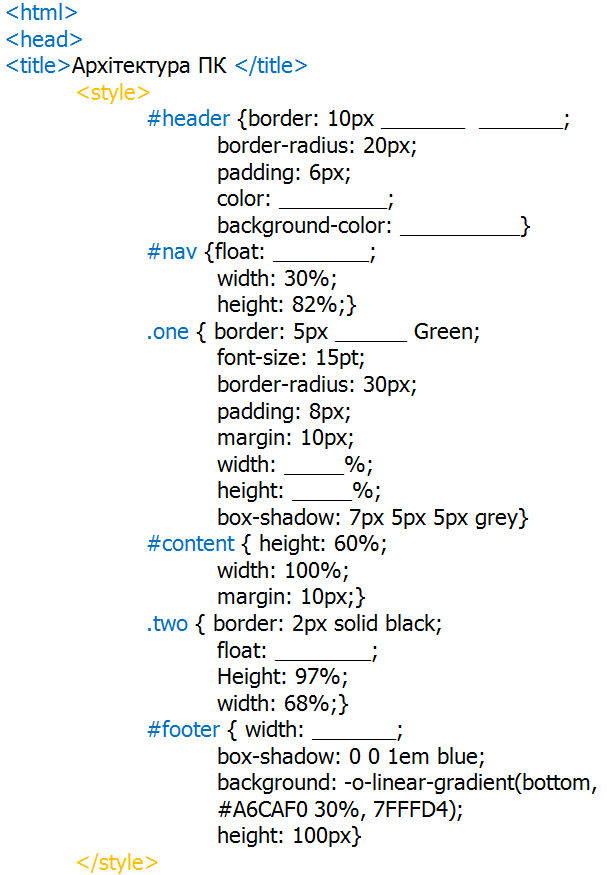 <html>
<head>
<title>Архітектура ПК </title>
<style>
#header {border: 10px _______ _______;
border-radius: 20px;
padding: 6px;
color: _________;
background-color: __________}
#nav {float: ________;
width: 30%;
height: 82%;}
.one { border: 5px ______ Green;
font-size: 15pt;
border-radius: 30px;
padding: 8px;
margin: 10px;
width: _____%;
height: _____%;
box-shadow: 7px 5px 5px grey}
#content { height: 60%;
width: 100%;
margin: 10px;}
.two { border: 2px solid black;
float: ________;
Height: 97%;
width: 68%;}
#footer { width: _______;
box-shadow: 0 0 1em blue;
background: -o-linear-gradient(bottom,
#A6CAF0 30%, 7FFFD4);
height: 100px}
</style>